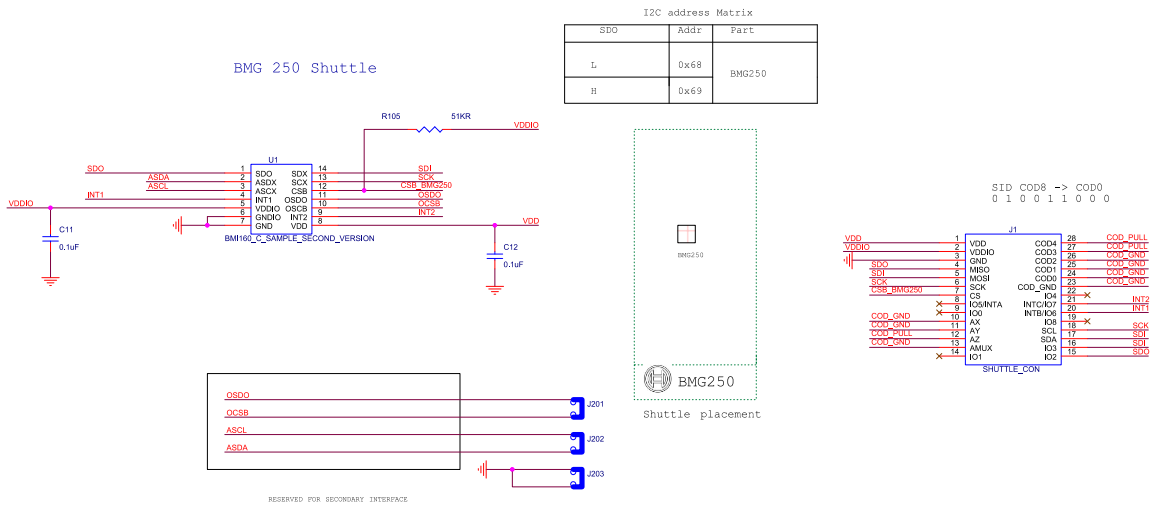 I2C address Matrix
SDO Addr Part
L 0x68 BMG250
H 0x69
BMG 250 Shuttle
R105 51KR
VDDIO
U1
SDO 1 SDO SDX 14 SDI
ASDA 2 ASDX SCX 13 SCK
ASCL 3 ASCX CSB 12 CSB_BMG250
INT1 4 INT1 OSDO 11 OSDO
VDDIO 5 VDDIO OSCB 10 OCSB
6 GNDIO INT2 9 INT2
7 GND VDD 8 VDD
BMI160_C_SAMPLE_SECOND_VERSION
C11
0.1uF
C12
0.1uF
BMG250
BMG250
Shuttle placement
SID COD8 -> COD0
0 1 0 0 1 1 0 0 0
J1
VDD 1 VDD COD4 28 COD_PULL
VDDIO 2 VDDIO COD3 27 COD_PULL
3 GND COD2 26 COD_GND
SDO 4 MISO COD1 25 COD_GND
SDI 5 MOSI COD0 24 COD_GND
SCK 6 SCK COD_GND 23 COD_GND
CSB_BMG250 7 CS IO4 22
8 IO5/INTA INTC/IO7 21 INT2
9 IO0 INTB/IO6 20 INT1
COD_GND 10 AX IO8 19
COD_GND 11 AY SCL 18 SCK
COD_PULL 12 AZ SDA 17 SDI
COD_GND 13 AMUX IO3 16 SDI
14 IO1 IO2 15 SDO
SHUTTLE_CON
OSDO
J201
OCSB
ASCL
J202
ASDA
J203
RESERVED FOR SECONDARY INTERFACE